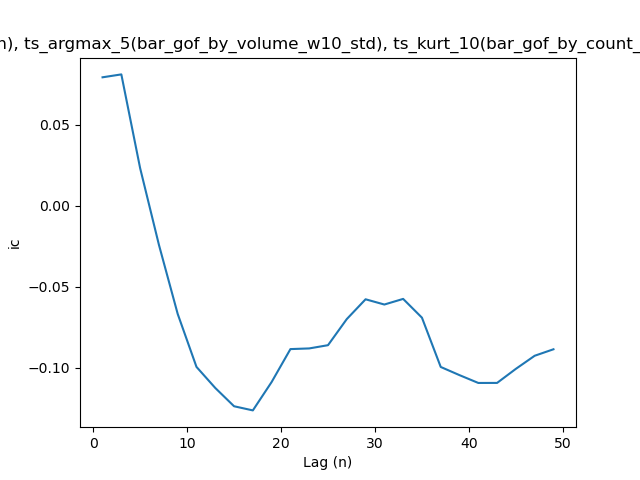 ), ts_argmax_5(bar_gof_by_volume_w10_std), ts_kurt_10(bar_gof_by_count_
0.05
0.00
−0.05
−0.10
ic
0 10 20 30 40 50
Lag (n)